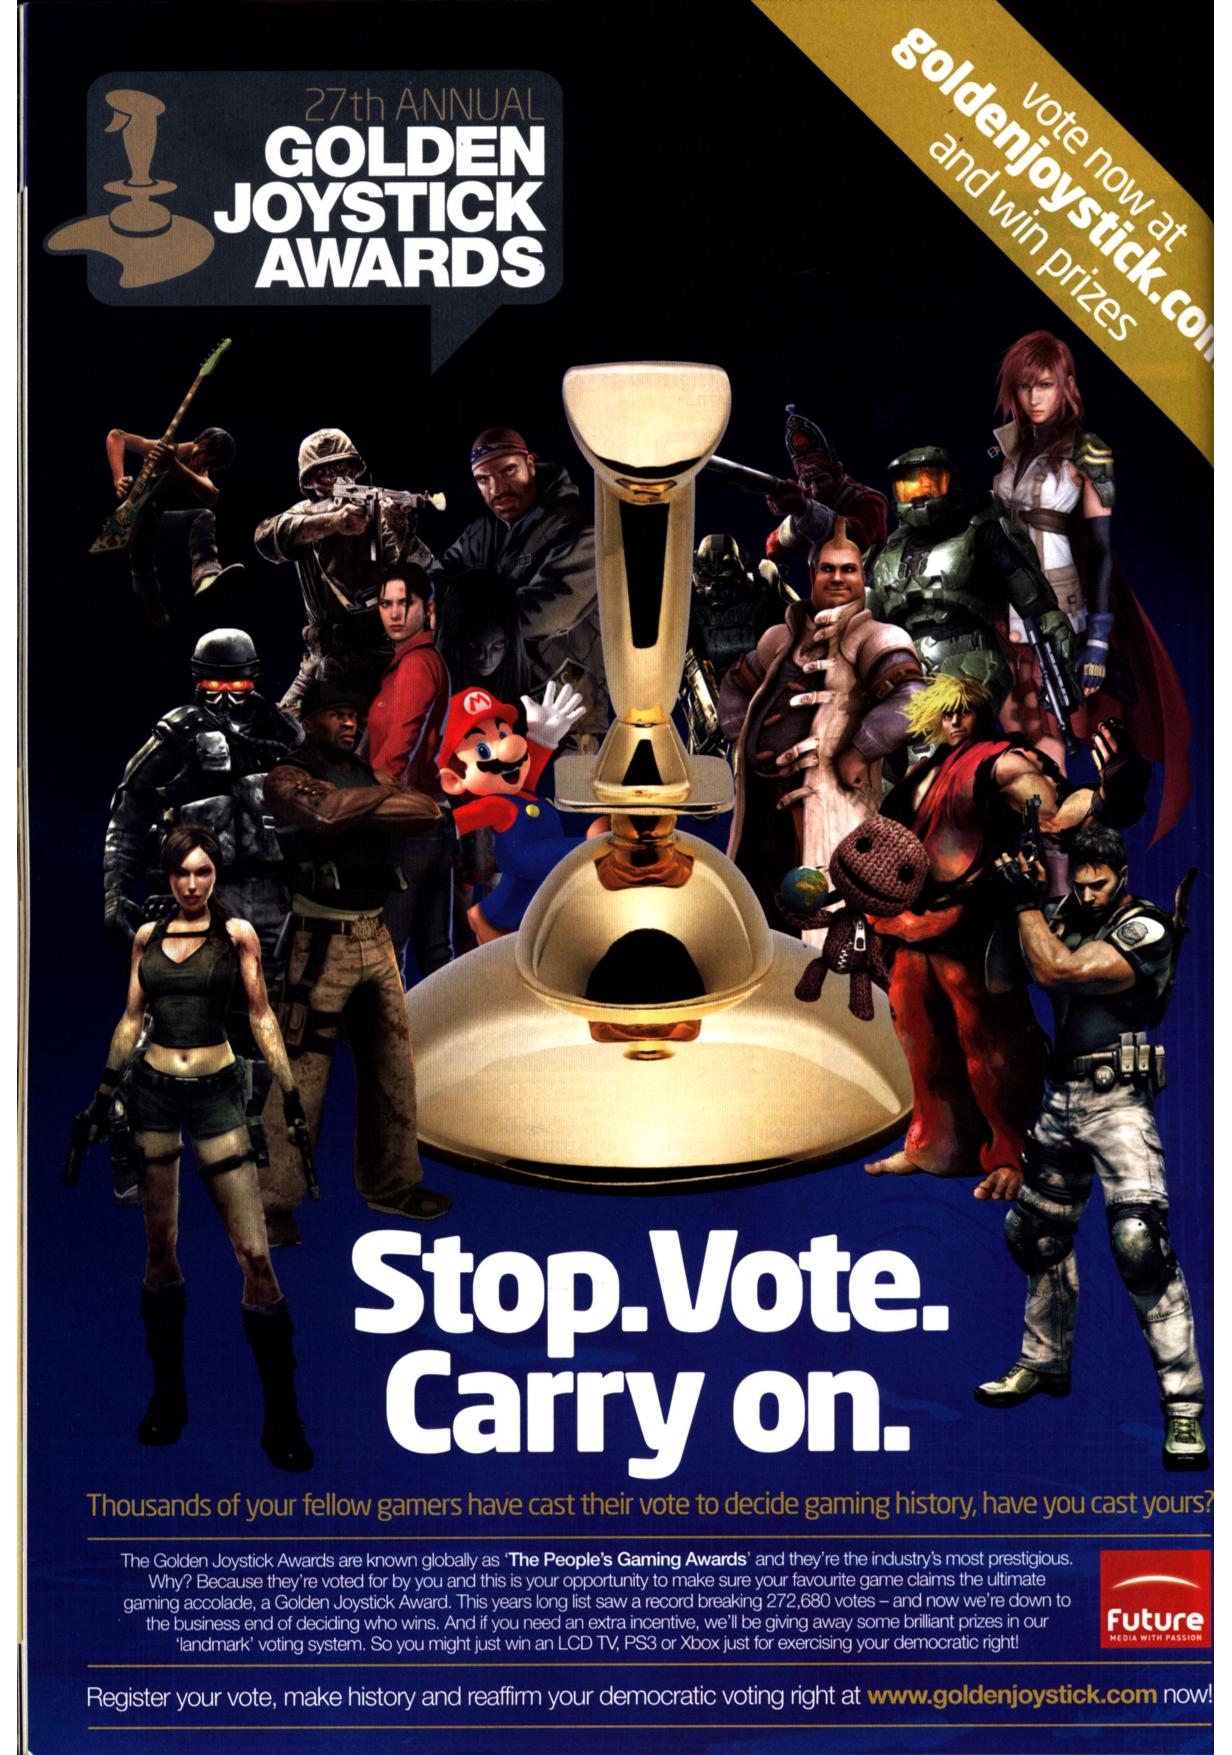 27th ANNUAL
GOLDEN
JOYSTICK
AWARDS
vote now at
goldenjoystick.com
and win prizes
M
Stop.Vote.
Carry on.
Thousands of your fellow gamers have cast their vote to decide gaming history, have you cast yours?
The Golden Joystick Awards are known globally as 'The People's Gaming Awards' and they're the industry's most prestigious.
Why? Because they're voted for by you and this is your opportunity to make sure your favourite game claims the ultimate
gaming accolade, a Golden Joystick Award. This years long list saw a record breaking 272,680 votes – and now we're down to
the business end of deciding who wins. And if you need an extra incentive, we'll be giving away some brilliant prizes in our
'landmark' voting system. So you might just win an LCD TV, PS3 or Xbox just for exercising your democratic right!
Future
MEDIA WITH PASSION
Register your vote, make history and reaffirm your democratic voting right at www.goldenjoystick.com now!